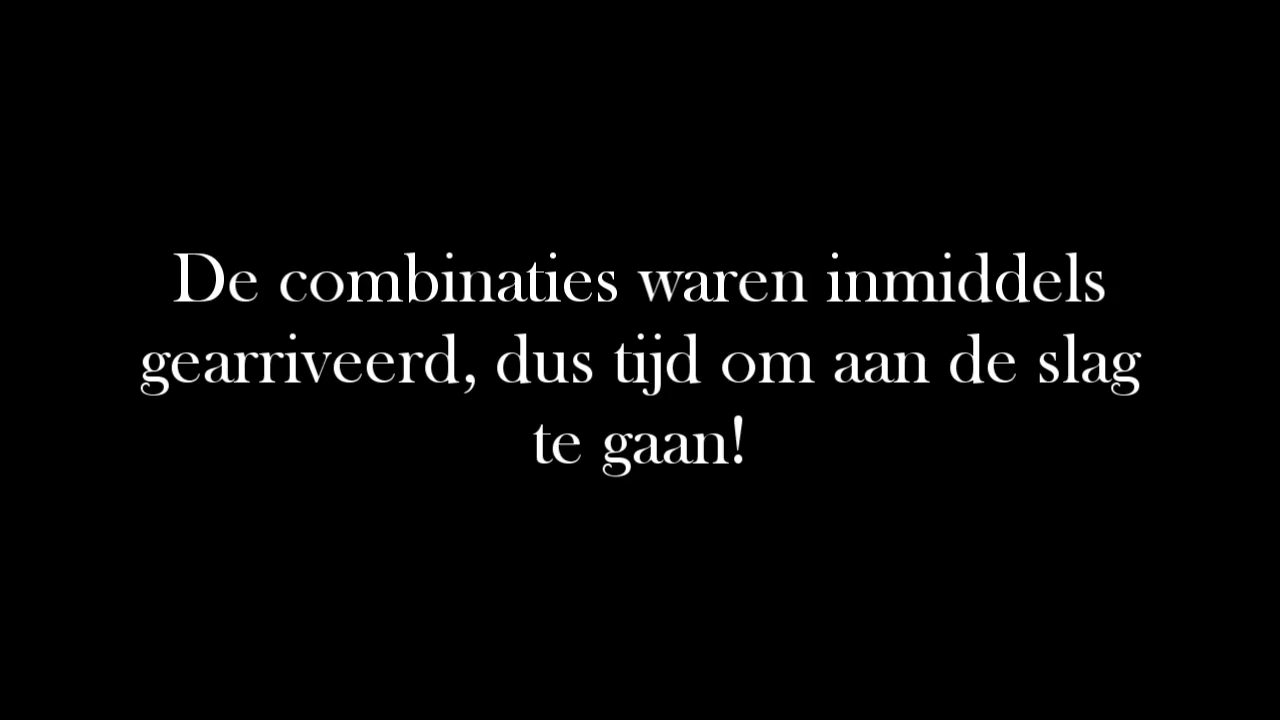 De combinaties waren inmiddels
gearriveerd, dus tijd om aan de slag
te gaan!